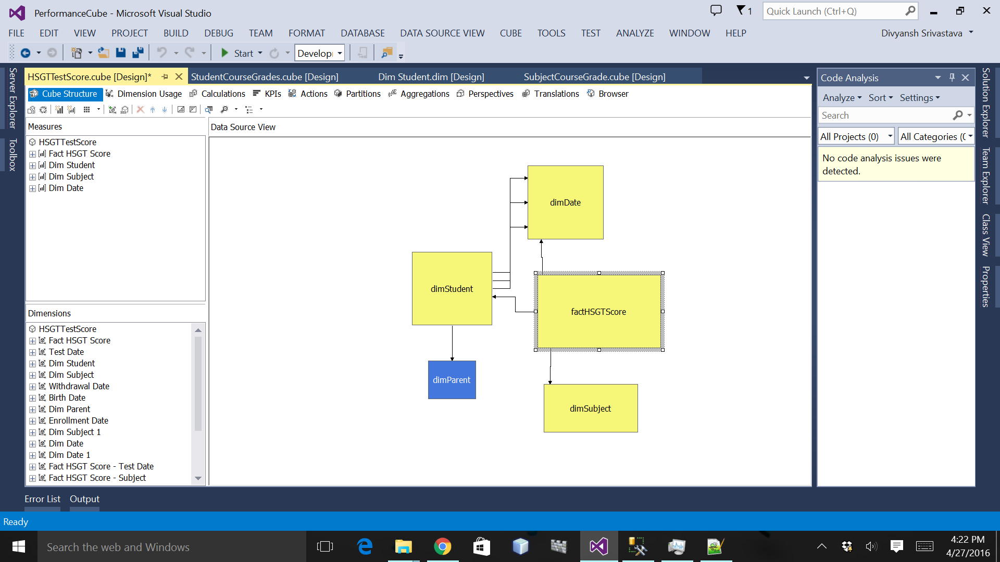 PerformanceCube - Microsoft Visual Studio
1
Quick Launch (Ctrl+Q)
FILE EDIT VIEW PROJECT BUILD DEBUG TEAM FORMAT DATABASE DATA SOURCE VIEW CUBE TOOLS TEST ANALYZE WINDOW HELP
Divyansh Srivastava
Start
Develop
Server Explorer
Toolbox
HSGTTestScore.cube [Design]*
StudentCourseGrades.cube [Design]
Dim Student.dim [Design]
SubjectCourseGrade.cube [Design]
Cube Structure Dimension Usage Calculations KPIs Actions Partitions Aggregations Perspectives Translations Browser
Measures
HSGTTestScore
Fact HSGT Score
Dim Student
Dim Subject
Dim Date
Dimensions
HSGTTestScore
Fact HSGT Score
Test Date
Dim Student
Dim Subject
Withdrawal Date
Birth Date
Dim Parent
Enrollment Date
Dim Subject 1
Dim Date
Dim Date 1
Fact HSGT Score - Test Date
Fact HSGT Score - Subject
Data Source View
dimDate
dimStudent
factHSGTScore
dimParent
dimSubject
Code Analysis
Analyze Sort Settings
Search
All Projects (0)
All Categories (
No code analysis issues were
detected.
Solution Explorer
Team Explorer
Class View
Properties
Error List Output
Ready
Search the web and Windows
4:22 PM
4/27/2016